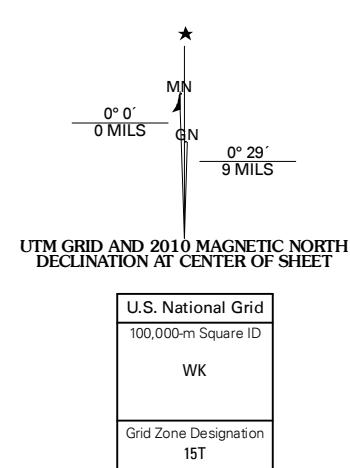 ★
MN
0° 0´
0 MILS
GN
0° 29´
9 MILS
UTM GRID AND 2010 MAGNETIC NORTH
DECLINATION AT CENTER OF SHEET
U.S. National Grid
100,000-m Square ID
WK
Grid Zone Designation
15T